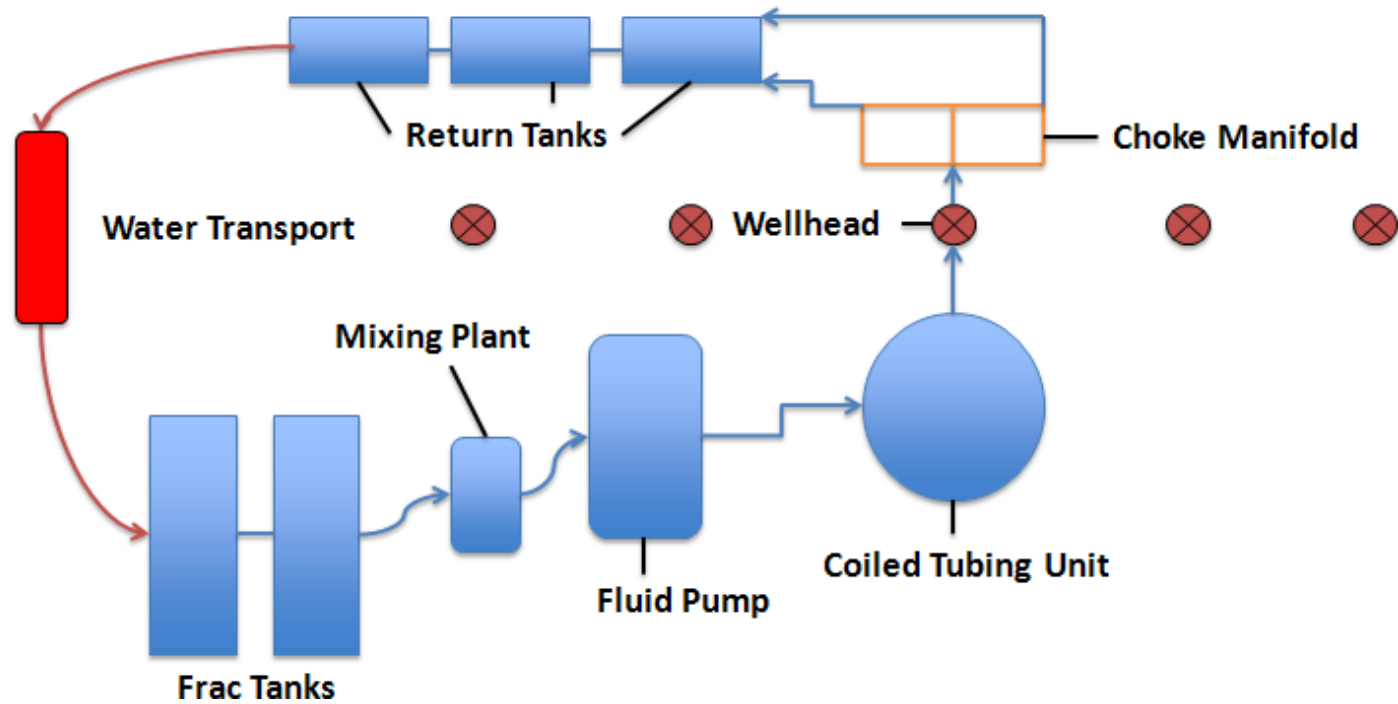 Return Tanks
Choke Manifold
Water Transport
Wellhead
Mixing Plant
Coiled Tubing Unit
Fluid Pump
Frac Tanks